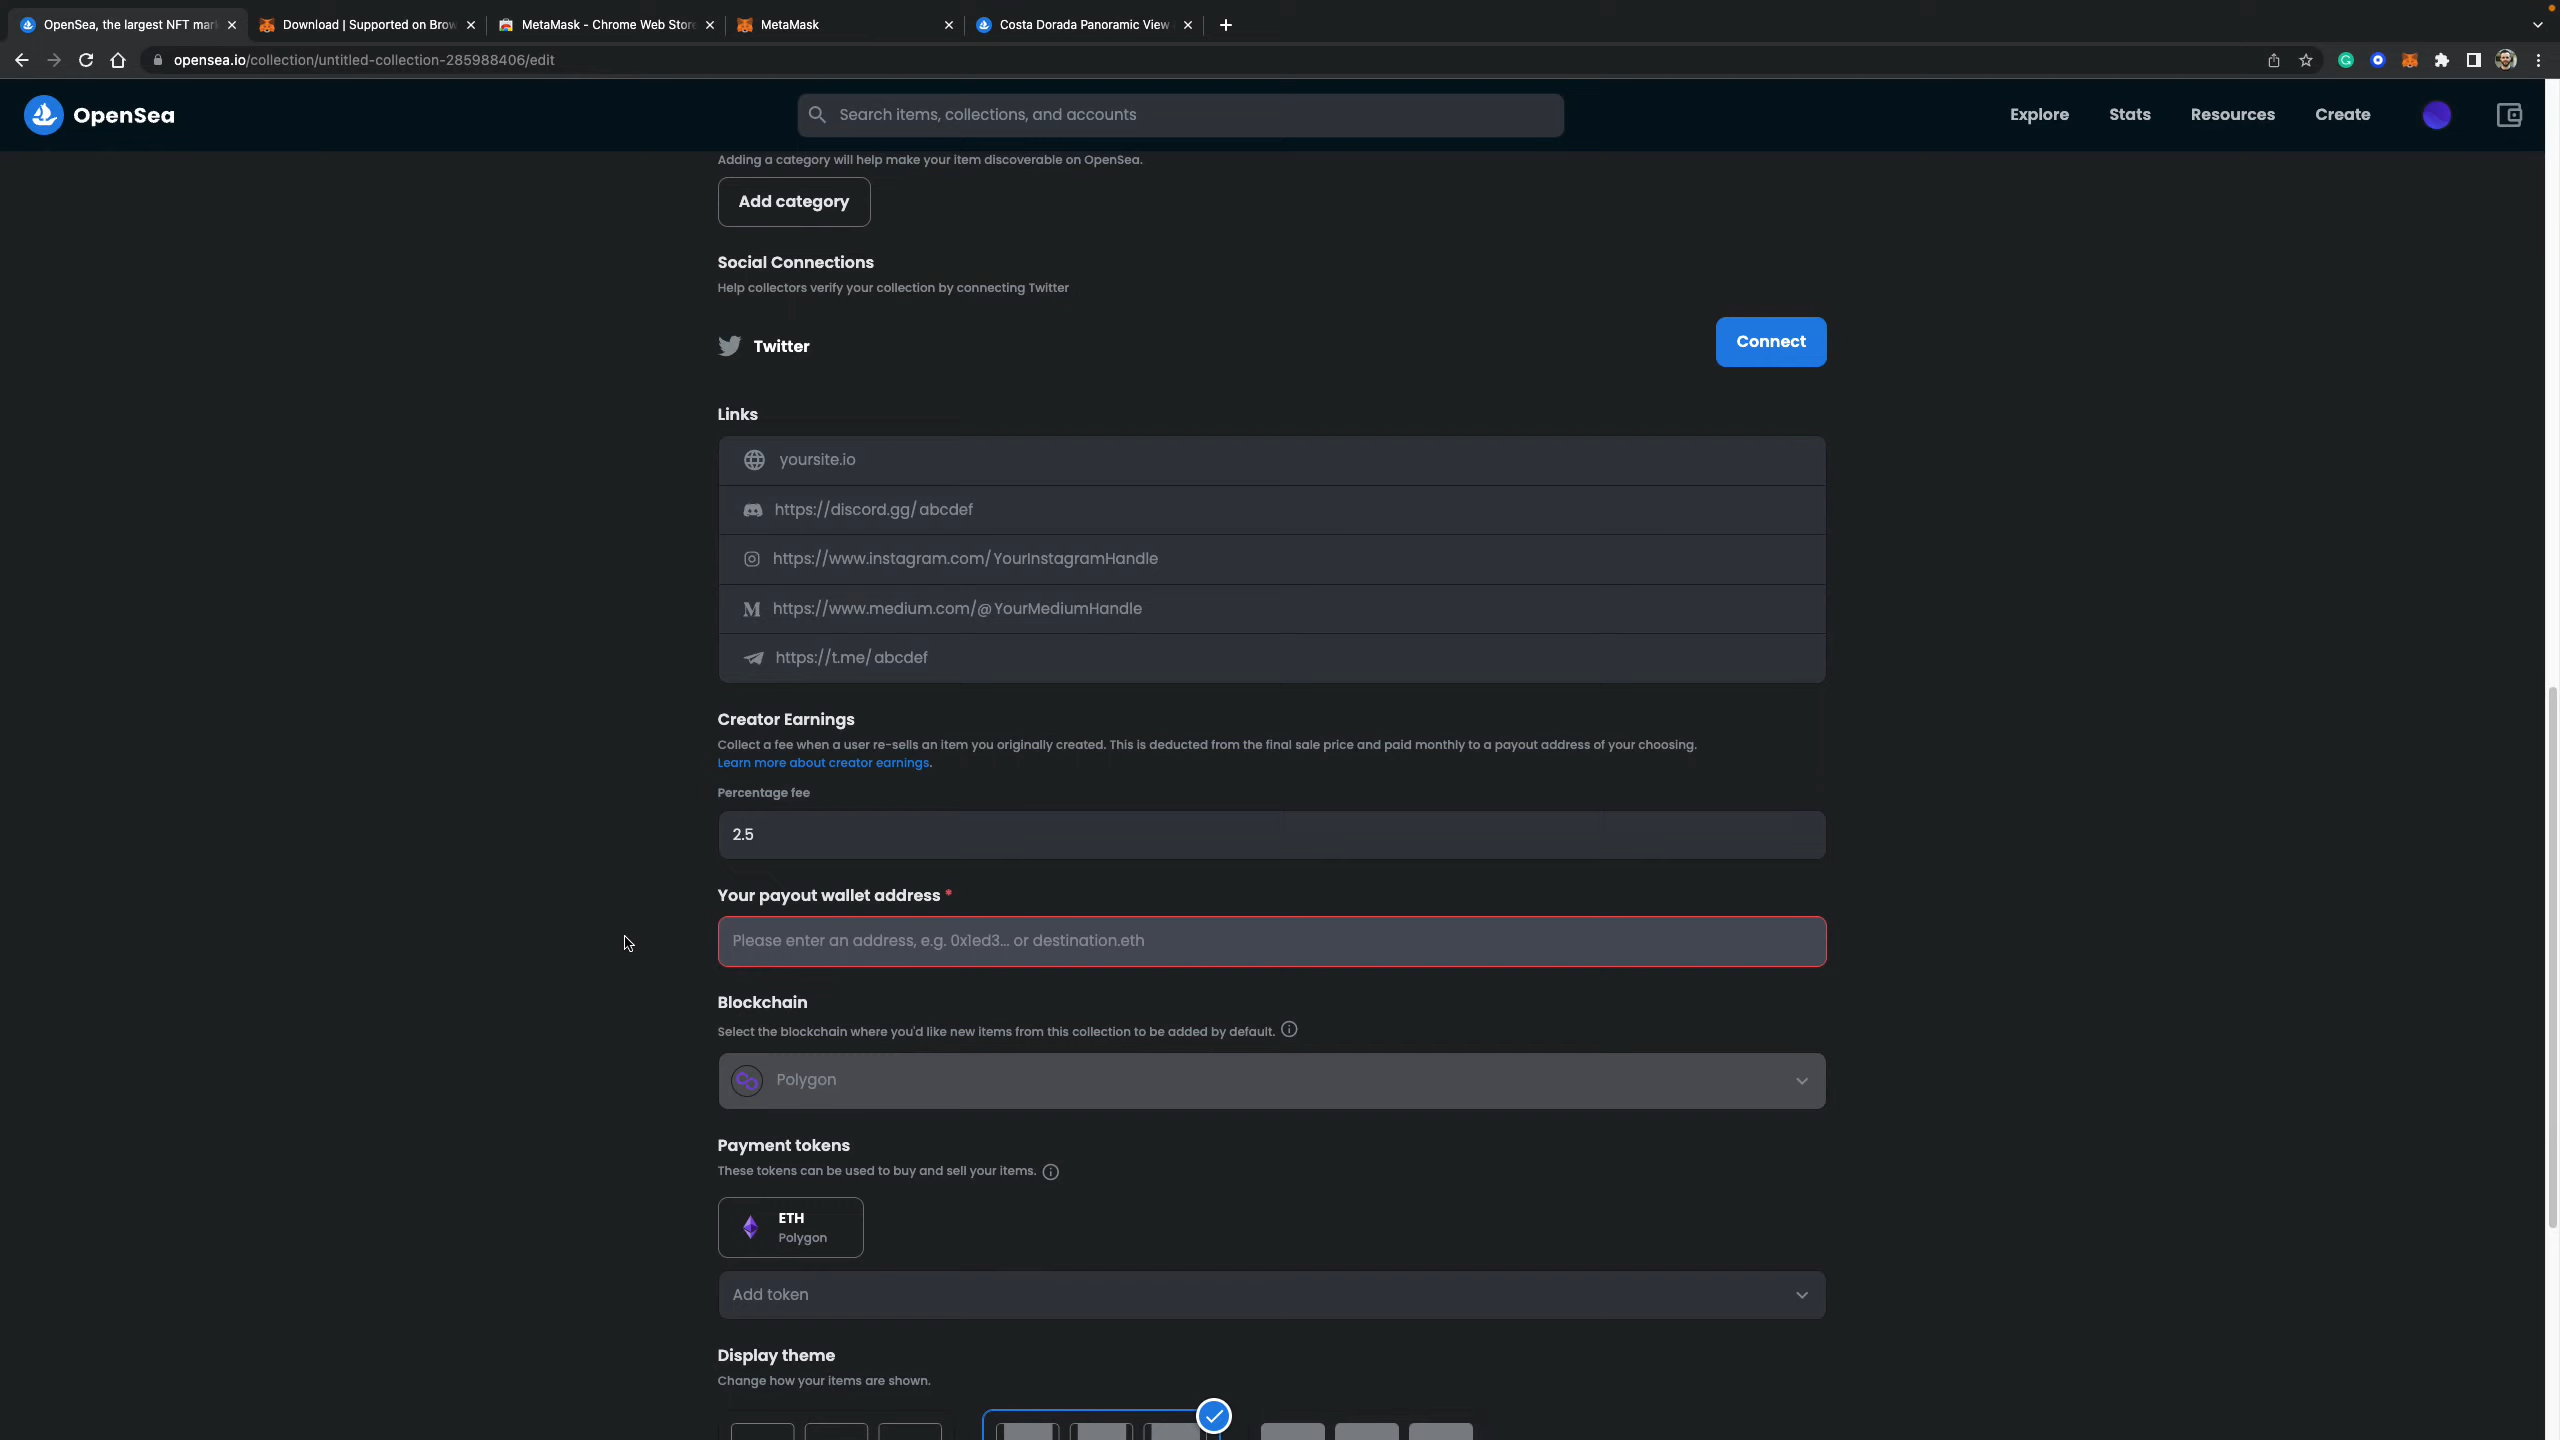 OpenSea, the largest NFT mar
Download | Supported on Brow
MetaMask - Chrome Web Store
MetaMask
Costa Dorada Panoramic View
opensea.io/collection/untitled-collection-285988406/edit
OpenSea
Search items, collections, and accounts
Explore
Stats
Resources
Create
Adding a category will help make your item discoverable on OpenSea.
Add category
Social Connections
Help collectors verify your collection by connecting Twitter
Twitter
Connect
Links
yoursite.io
https://discord.gg/abcdef
https://www.instagram.com/YourInstagramHandle
https://www.medium.com/@YourMediumHandle
https://t.me/abcdef
Creator Earnings
Collect a fee when a user re-sells an item you originally created. This is deducted from the final sale price and paid monthly to a payout address of your choosing.
Learn more about creator earnings.
Percentage fee
2.5
Your payout wallet address *
Please enter an address, e.g. 0x1ed3... or destination.eth
Blockchain
Select the blockchain where you'd like new items from this collection to be added by default.
Polygon
Payment tokens
These tokens can be used to buy and sell your items.
ETH
Polygon
Add token
Display theme
Change how your items are shown.